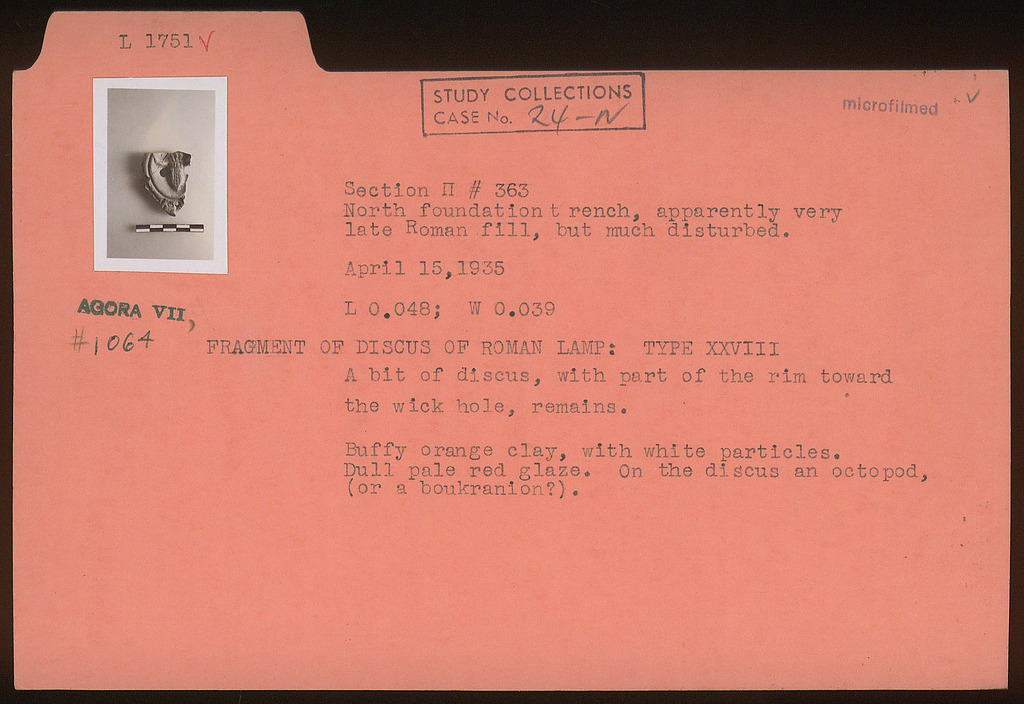 L 1751 √
STUDY COLLECTIONS
CASE No. 24-IV
microfilmed √
Section Π # 363
North foundation t rench, apparently very
late Roman fill, but much disturbed.
April 15,1935
L 0.048; W 0.039
AGORA VII,
#1064
FRAGMENT OF DISCUS OF ROMAN LAMP: TYPE XXVIII
A bit of discus, with part of the rim toward
the wick hole, remains.
Buffy orange clay, with white particles.
Dull pale red glaze. On the discus an octopod,
(or a boukranion?).